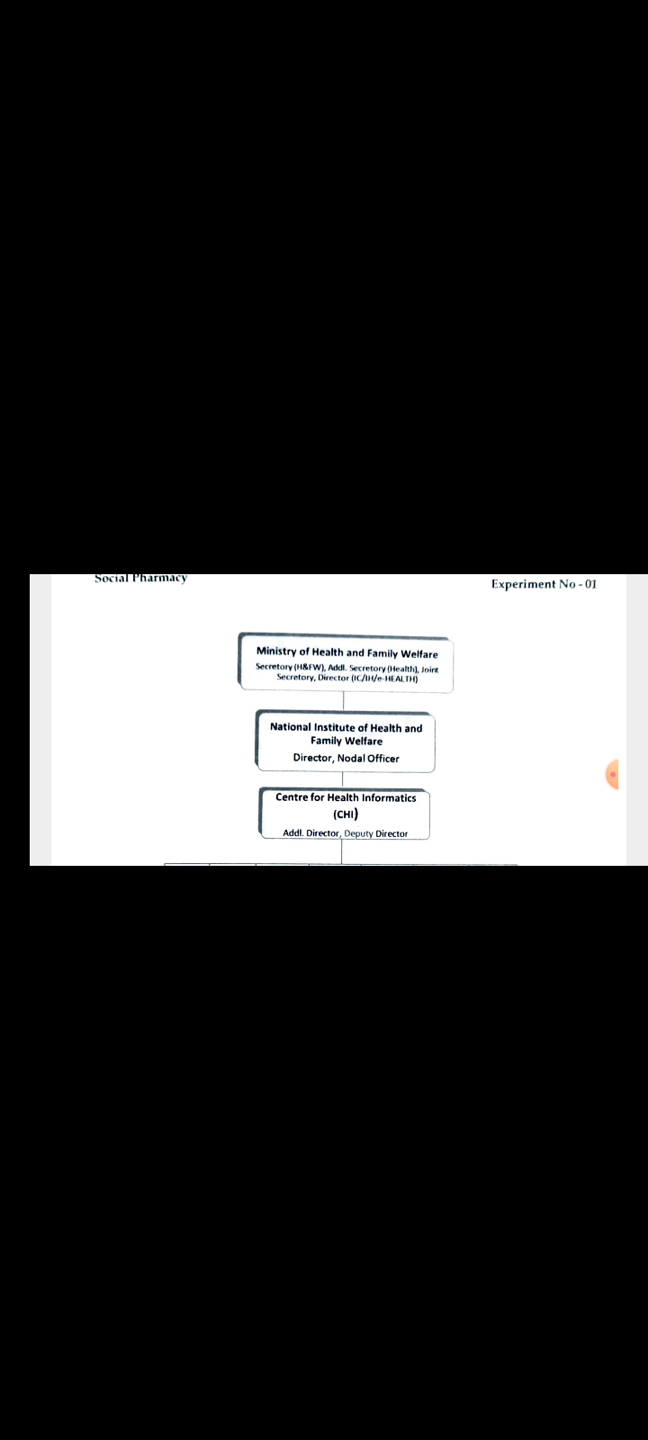 Social Pharmacy
Experiment No - 01
Ministry of Health and Family Welfare
Secretory (H&FW), Addl. Secretory (Health), Joint
Secretory, Director (IC/IH/e-HEALTH)
National Institute of Health and
Family Welfare
Director, Nodal Officer
Centre for Health Informatics
(CHI)
Addl. Director, Deputy Director